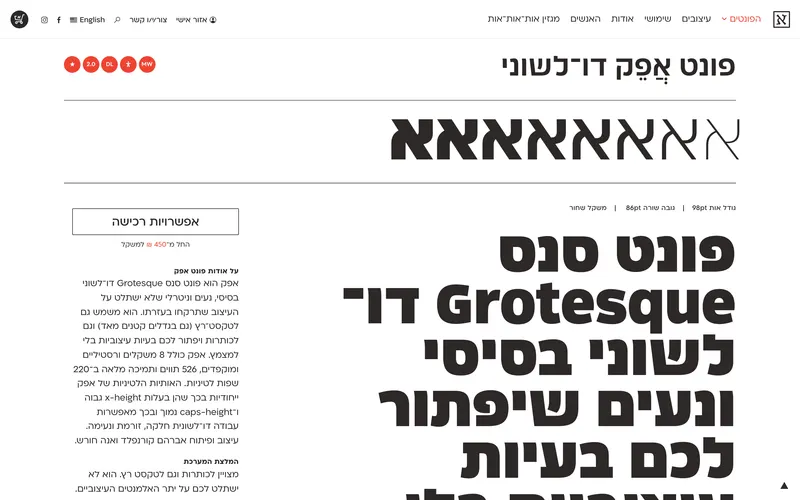 הפונטים
עיצובים
שימושי
אודות
האנשים
מגזין אות־אות־אות
אזור אישי
צור/י קשר
English
פונט אֲפֵק דו־לשוני
MW
DL
2.0
אאאאאאאא
גודל אות 98pt | גובה שורה 86pt | משקל שחור
פונט סנס
Grotesque דו־
לשוני בסיסי
ונעים שיפתור
לכם בעיות
אפשרויות רכישה
החל מ־450 ₪ למשקל
על אודות פונט אפק
אפק הוא פונט סנס Grotesque דו־לשוני
בסיסי, נעים וניטרלי שלא ישתלט על
העיצוב שתרקחו בעזרתו. הוא משמש גם
לטקסט־רץ (גם בגדלים קטנים מאד) וגם
לכותרות ויפתור לכם בעיות עיצוביות בלי
למצמץ. אפק כולל 8 משקלים ורסטיליים
ומוקפדים, 526 תווים ותמיכה מלאה ב־220
שפות לטיניות. האותיות הלטיניות של אפק
ייחודיות בכך שהן בעלות x-height גבוה
ו־caps-height נמוך ובכך מאפשרות
עבודה דו־לשונית חלקה, זורמת ונעימה.
עיצוב ופיתוח אברהם קורנפלד ואנה חורש.
המלצת המערכת
מצויין לכותרות וגם לטקסט רץ. הוא לא
ישתלט לכם על יתר האלמנטים העיצוביים.